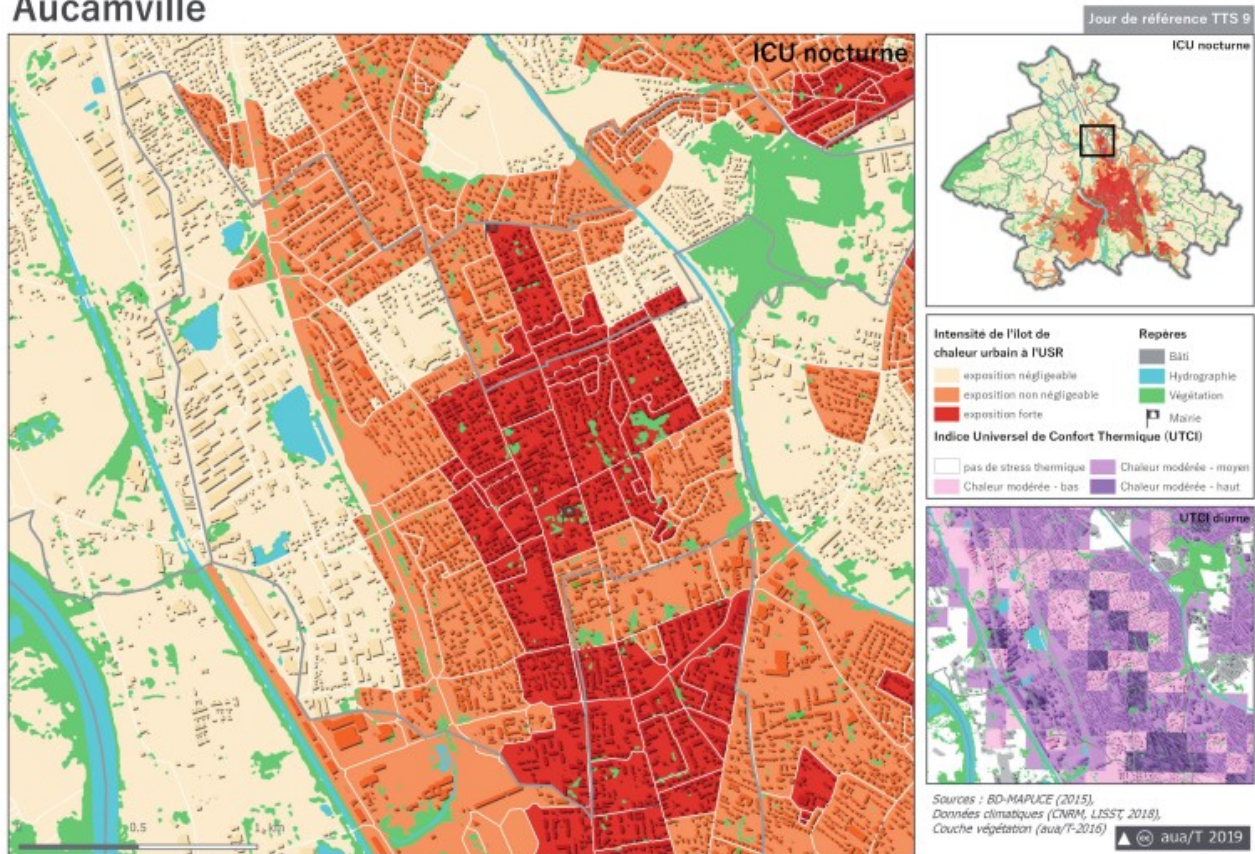 Aucamville
Jour de référence TTS 9
ICU nocturne
ICU nocturne
Intensité de l'îlot de
chaleur urbain à l'USR
exposition négligeable
exposition non négligeable
exposition forte
Repères
Bâti
Hydrographie
Végétation
Mairie
Indice Universel de Confort Thermique (UTCI)
pas de stress thermique
Chaleur modérée - bas
Chaleur modérée - moyen
Chaleur modérée - haut
UTCI diurne
0 0.5 1 km
Sources : BD-MAPUCE (2015),
Données climatiques (CNRM, LISST, 2018),
Couche végétation (aua/T-2016)
cc aua/T 2019